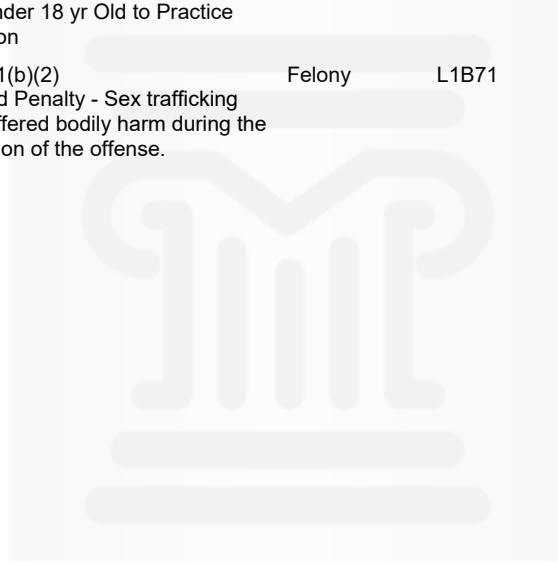 nder 18 yr Old to Practice
on
1(b)(2) Felony L1B71
d Penalty - Sex trafficking
ffered bodily harm during the
on of the offense.